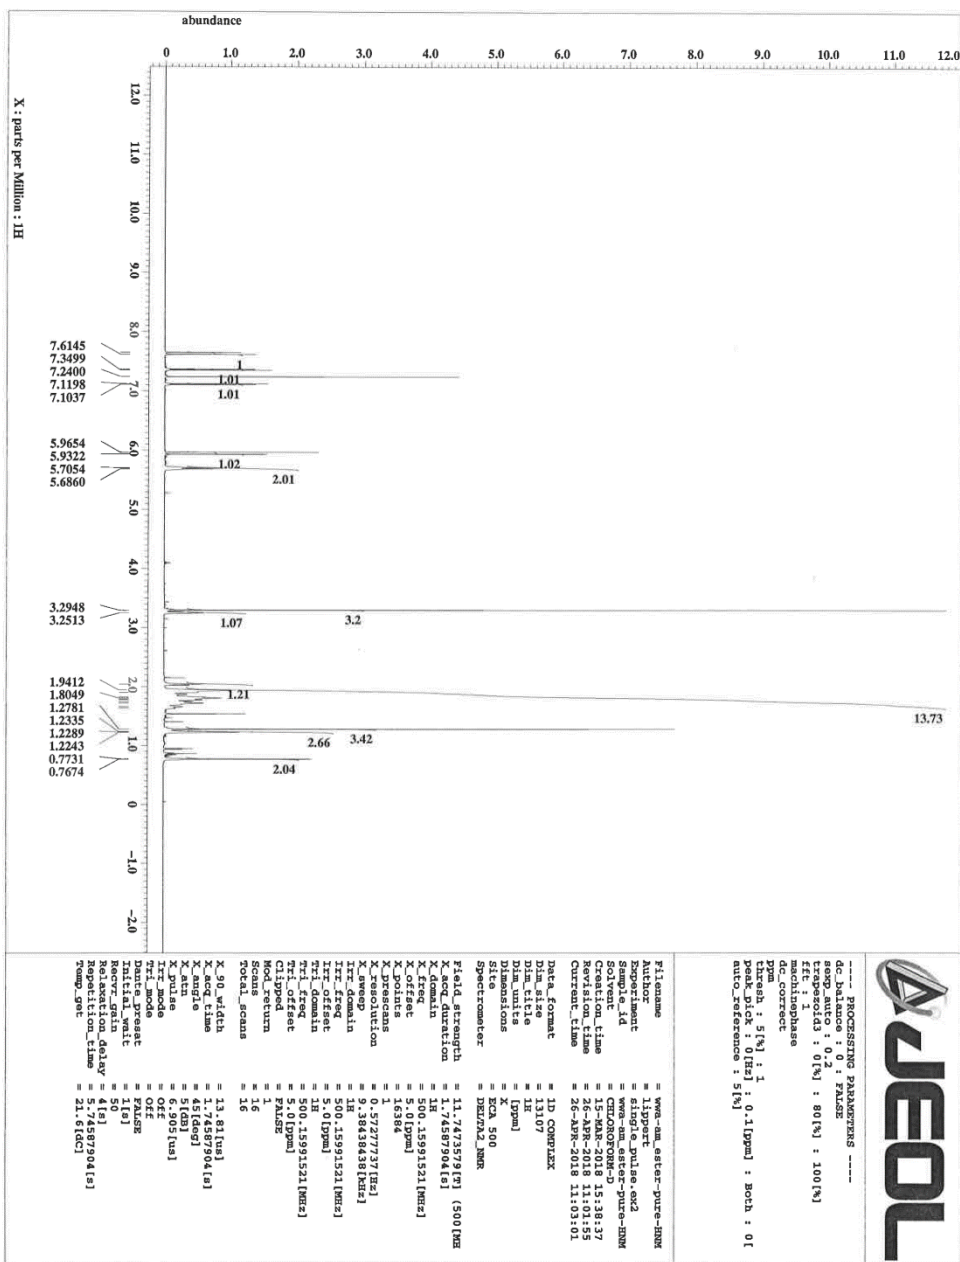 abundance
0 1.0 2.0 3.0 4.0 5.0 6.0 7.0 8.0 9.0 10.0 11.0 12.0
12.0 11.0 10.0 9.0 8.0 7.0 6.0 5.0 4.0 3.0 2.0 1.0 0 -1.0 -2.0
X : parts per Million : 1H
7.6145
7.3499
7.2400
7.1198
7.1037
5.9654
5.9322
5.7054
5.6860
3.2948
3.2513
1.9412
1.8049
1.2781
1.2335
1.2289
1.2243
0.7731
0.7674
1
1.01
1.01
1.02
2.01
3.2
1.07
1.21
13.73
3.42
2.66
2.04
JEOL
---- PROCESSING PARAMETERS ----
dc_balance : 0 : FALSE
sexp : auto : 0.2
trapezoid3 : 0[%] : 80[%] : 100[%]
fft : 1
machinephase
dc_correct
ppm
thresh : 5[%] : 1
peak_pick : 0[Hz] : 0.1[ppm] : Both : 0[
auto_reference : 5[%]
Filename = wwa-am_ester-pure-HNM
Author = lippert
Experiment = single_pulse.ex2
Sample_id = wwa-am_ester-pure-HNM
Solvent = CHLOROFORM-D
Creation_time = 15-MAR-2018 15:38:37
Revision_time = 26-APR-2018 11:01:55
Current_time = 26-APR-2018 11:03:01
Data_format = 1D COMPLEX
Dim_size = 13107
Dim_title = 1H
Dim_units = [ppm]
Dimensions = X
Site = ECA 500
Spectrometer = DELTA2_NMR
Field_strength = 11.7473579[T] (500[MH
X_acq_duration = 1.74587904[s]
X_domain = 1H
X_freq = 500.15991521[MHz]
X_offset = 5.0[ppm]
X_points = 16384
X_prescans = 1
X_resolution = 0.57277737[Hz]
X_sweep = 9.38438438[kHz]
Irr_domain = 1H
Irr_freq = 500.15991521[MHz]
Irr_offset = 5.0[ppm]
Tri_domain = 1H
Tri_freq = 500.15991521[MHz]
Tri_offset = 5.0[ppm]
Clipped = FALSE
Mod_return = 1
Scans = 16
Total_scans = 16
X_90_width = 13.81[us]
X_acq_time = 1.74587904[s]
X_angle = 45[deg]
X_atn = 5[dB]
X_pulse = 6.905[us]
Irr_mode = Off
Tri_mode = Off
Dante_presat = FALSE
Initial_wait = 1[s]
Recvr_gain = 50
Relaxation_delay = 4[s]
Repetition_time = 5.74587904[s]
Temp_get = 21.6[dC]